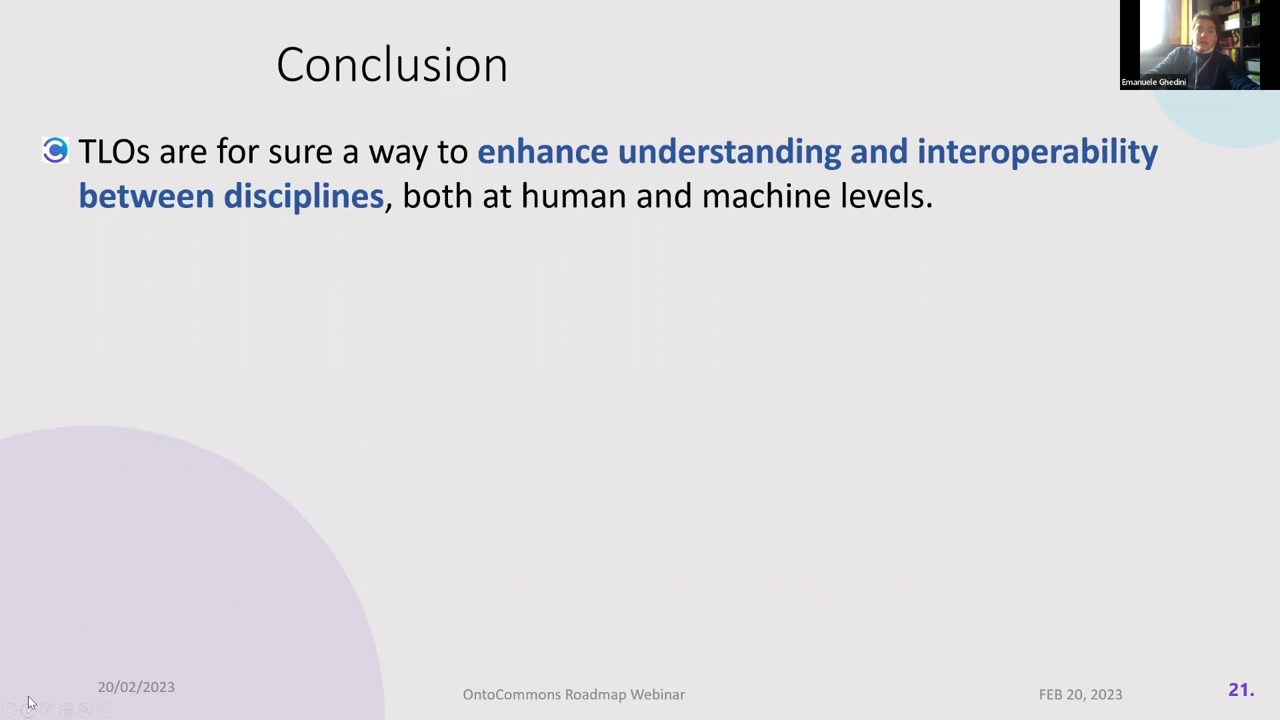 Conclusion
Emanuele Ghedini
TLOs are for sure a way to enhance understanding and interoperability
between disciplines, both at human and machine levels.
20/02/2023
OntoCommons Roadmap Webinar
FEB 20, 2023
21.